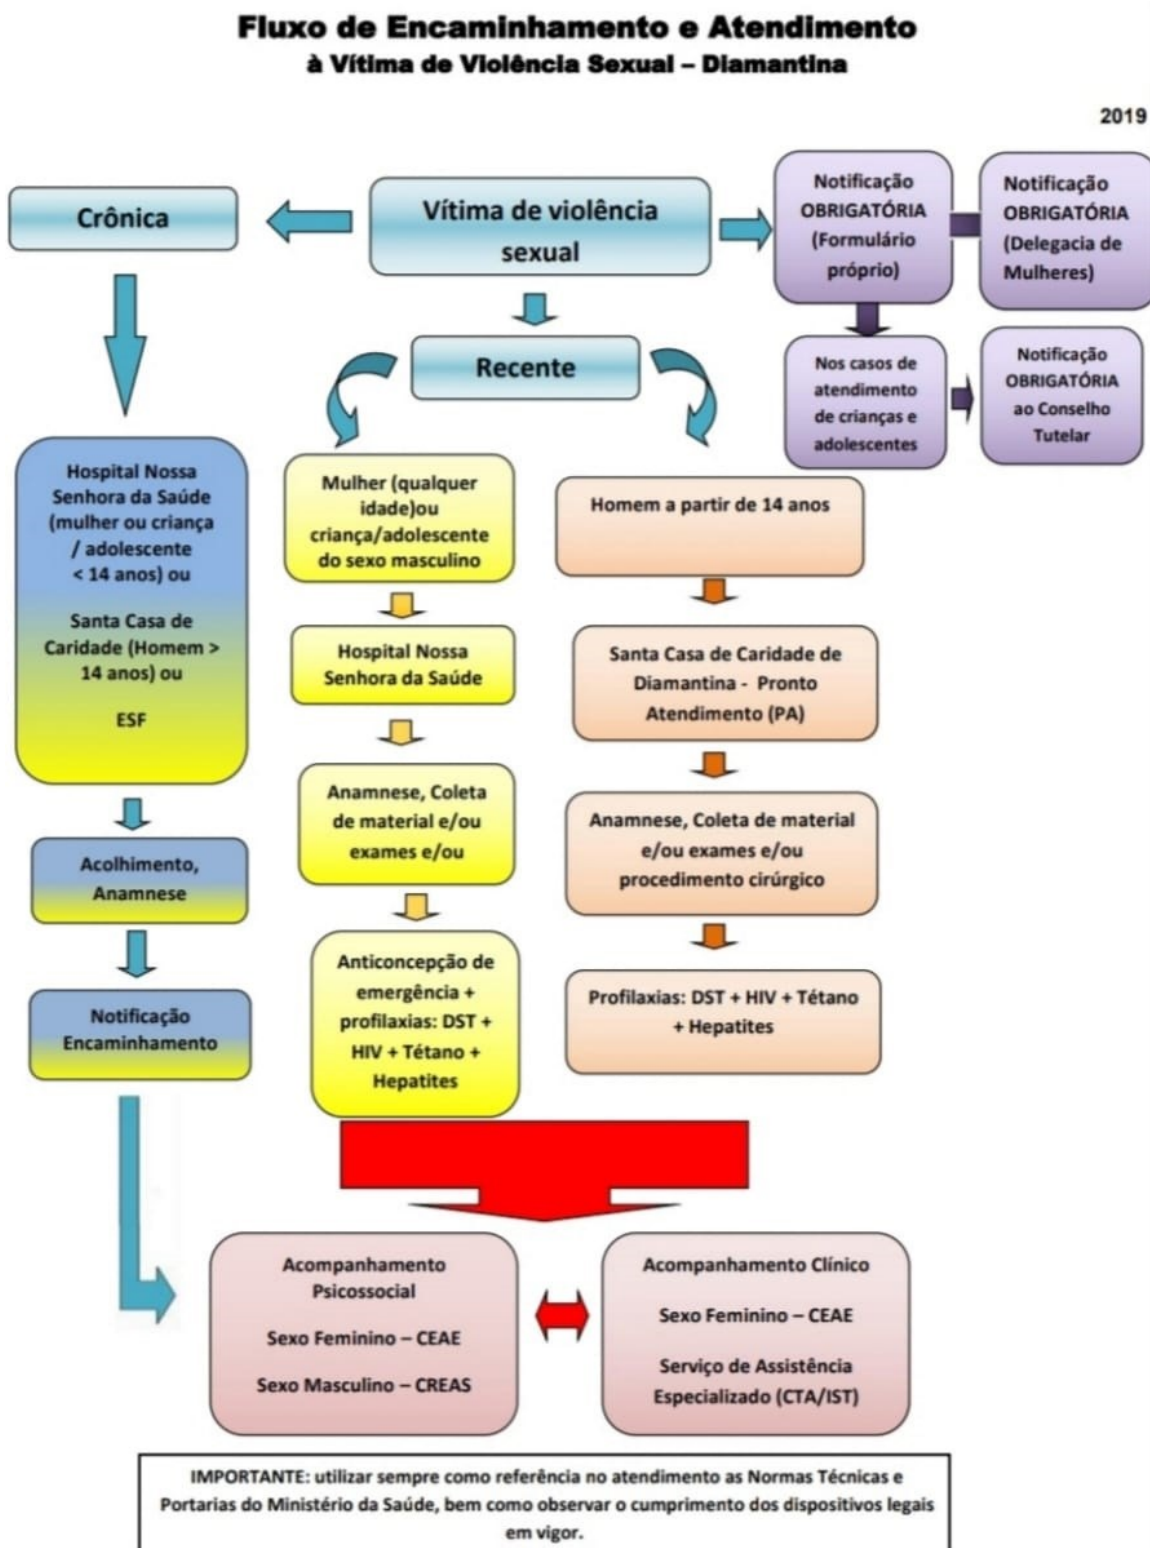 Fluxo de Encaminhamento e Atendimento
à Vítima de Violência Sexual – Diamantina
2019
Crônica
Vítima de violência
sexual
Notificação
OBRIGATÓRIA
(Formulário
próprio)
Notificação
OBRIGATÓRIA
(Delegacia de
Mulheres)
Recente
Nos casos de
atendimento
de crianças e
adolescentes
Notificação
OBRIGATÓRIA
ao Conselho
Tutelar
Hospital Nossa
Senhora da Saúde
(mulher ou criança
/ adolescente
< 14 anos) ou
Santa Casa de
Caridade (Homem >
14 anos) ou
ESF
Acolhimento,
Anamnese
Notificação
Encaminhamento
Mulher (qualquer
idade)ou
criança/adolescente
do sexo masculino
Hospital Nossa
Senhora da Saúde
Anamnese, Coleta
de material e/ou
exames e/ou
Anticoncepção de
emergência +
profilaxias: DST +
HIV + Tétano +
Hepatites
Homem a partir de 14 anos
Santa Casa de Caridade de
Diamantina - Pronto
Atendimento (PA)
Anamnese, Coleta de material
e/ou exames e/ou
procedimento cirúrgico
Profilaxias: DST + HIV + Tétano
+ Hepatites
Acompanhamento
Psicossocial
Sexo Feminino – CEAE
Sexo Masculino – CREAS
Acompanhamento Clínico
Sexo Feminino – CEAE
Serviço de Assistência
Especializado (CTA/IST)
IMPORTANTE: utilizar sempre como referência no atendimento as Normas Técnicas e
Portarias do Ministério da Saúde, bem como observar o cumprimento dos dispositivos legais
em vigor.